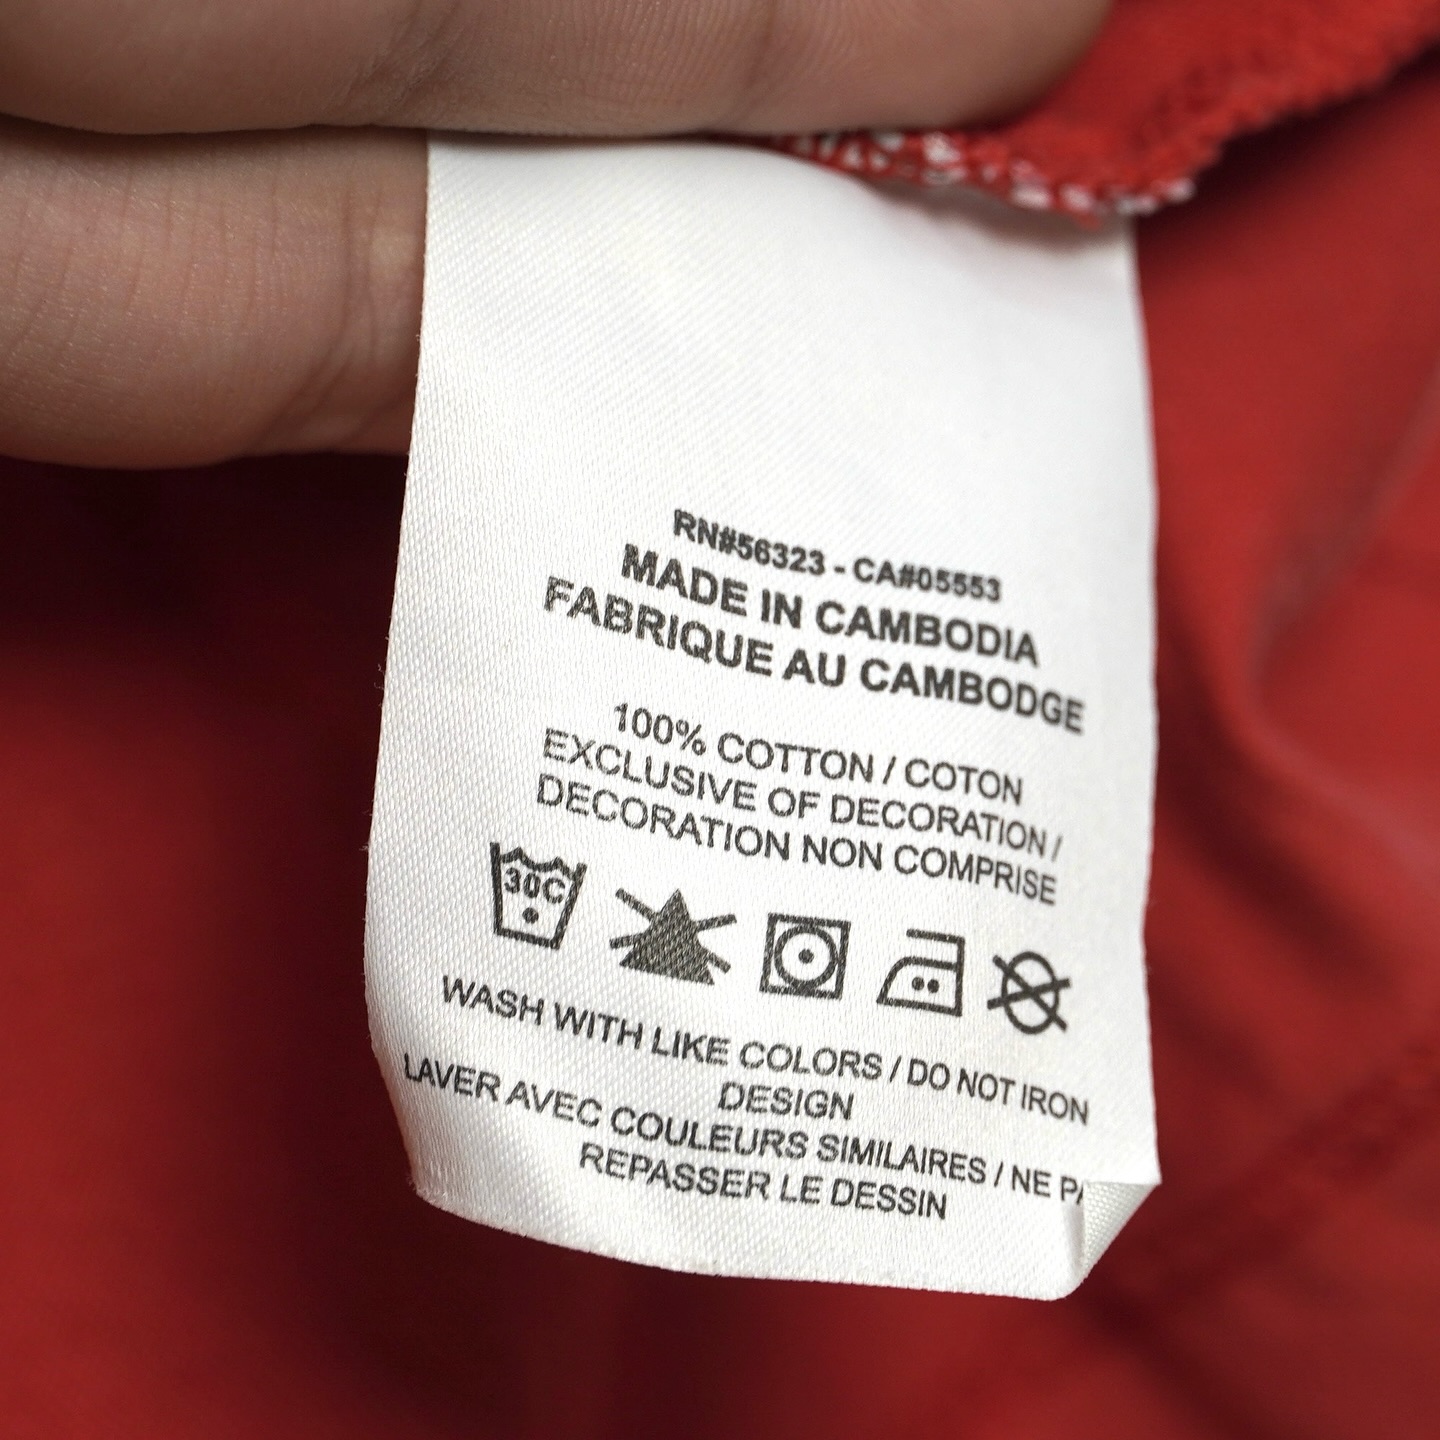 RN#56323 - CA#05553
MADE IN CAMBODIA
FABRIQUE AU CAMBODGE
100% COTTON / COTON
EXCLUSIVE OF DECORATION /
DECORATION NON COMPRISE
30C
WASH WITH LIKE COLORS / DO NOT IRON
DESIGN
LAVER AVEC COULEURS SIMILAIRES / NE
REPASSER LE DESSIN